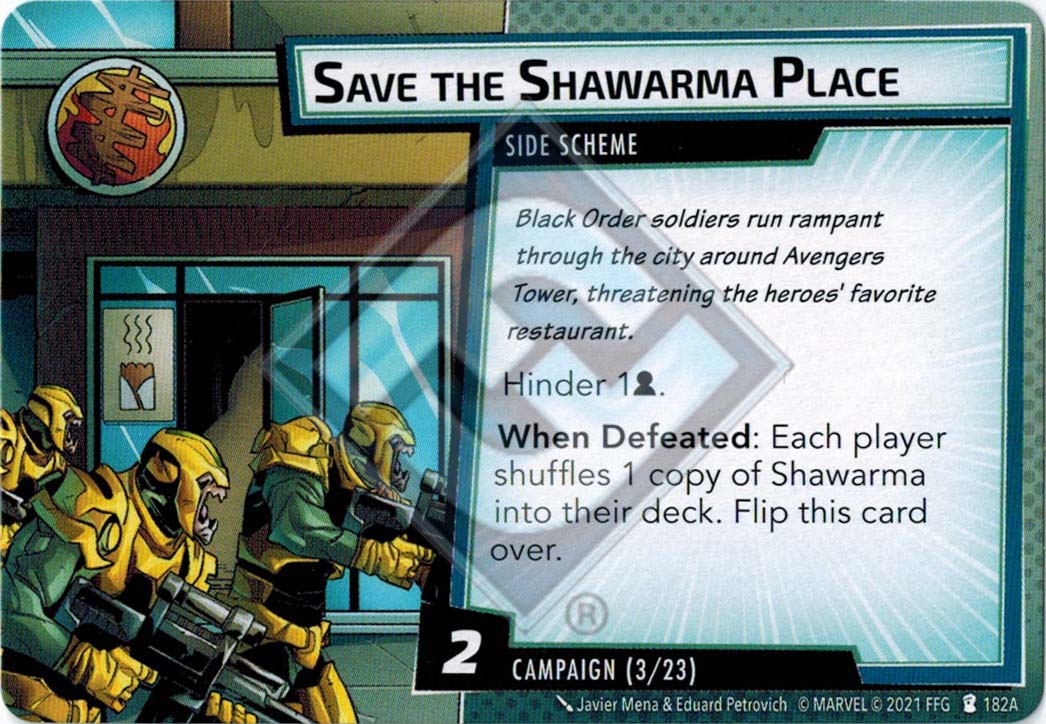 SAVE THE SHAWARMA PLACE
SIDE SCHEME
Black Order soldiers run rampant
through the city around Avengers
Tower, threatening the heroes' favorite
restaurant.
Hinder 1.
When Defeated: Each player
shuffles 1 copy of Shawarma
into their deck. Flip this card
over.
®
2
CAMPAIGN (3/23)
Javier Mena & Eduard Petrovich © MARVEL © 2021 FFG 182A